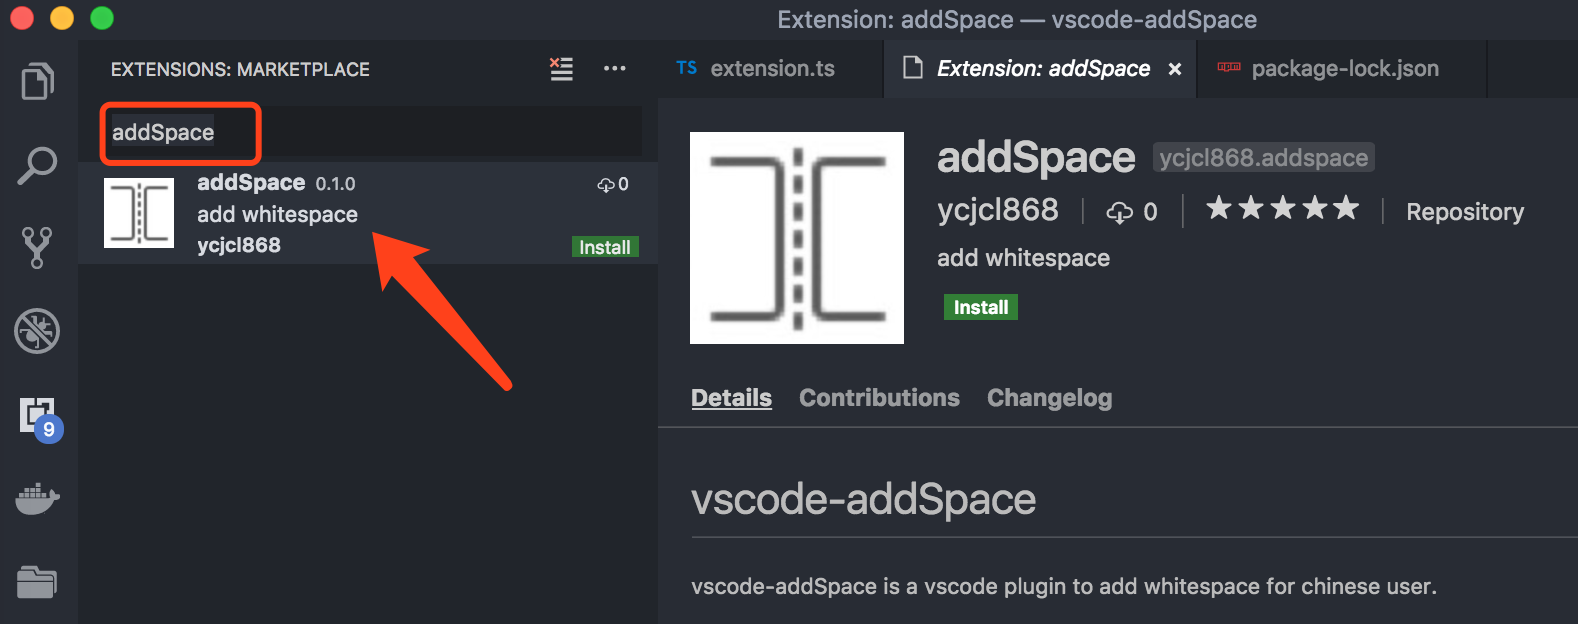 Extension: addSpace — vscode-addSpace
EXTENSIONS: MARKETPLACE
addSpace
addSpace 0.1.0 0
add whitespace
ycjcl868 Install
9
TS extension.ts
Extension: addSpace ×
npm package-lock.json
addSpace ycjcl868.addspace
ycjcl868 | 0 | ★★★★★ | Repository
add whitespace
Install
Details Contributions Changelog
vscode-addSpace
vscode-addSpace is a vscode plugin to add whitespace for chinese user.